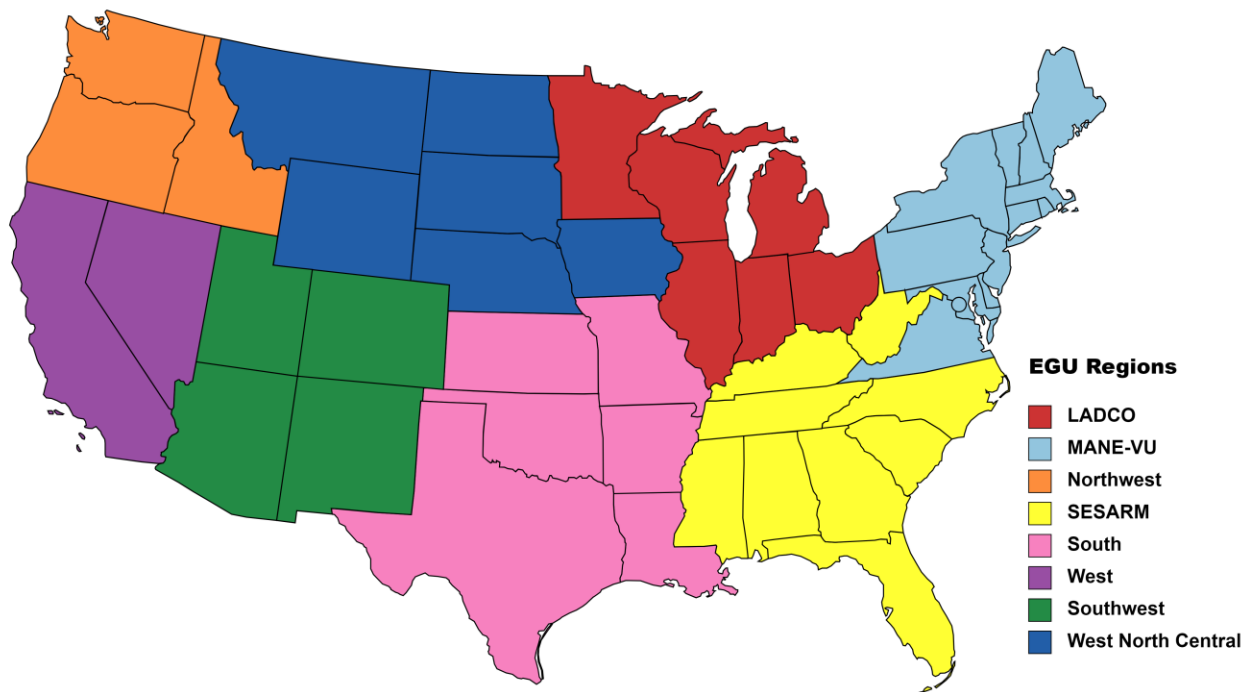 EGU Regions
LADCO
MANE-VU
Northwest
SESARM
South
West
Southwest
West North Central